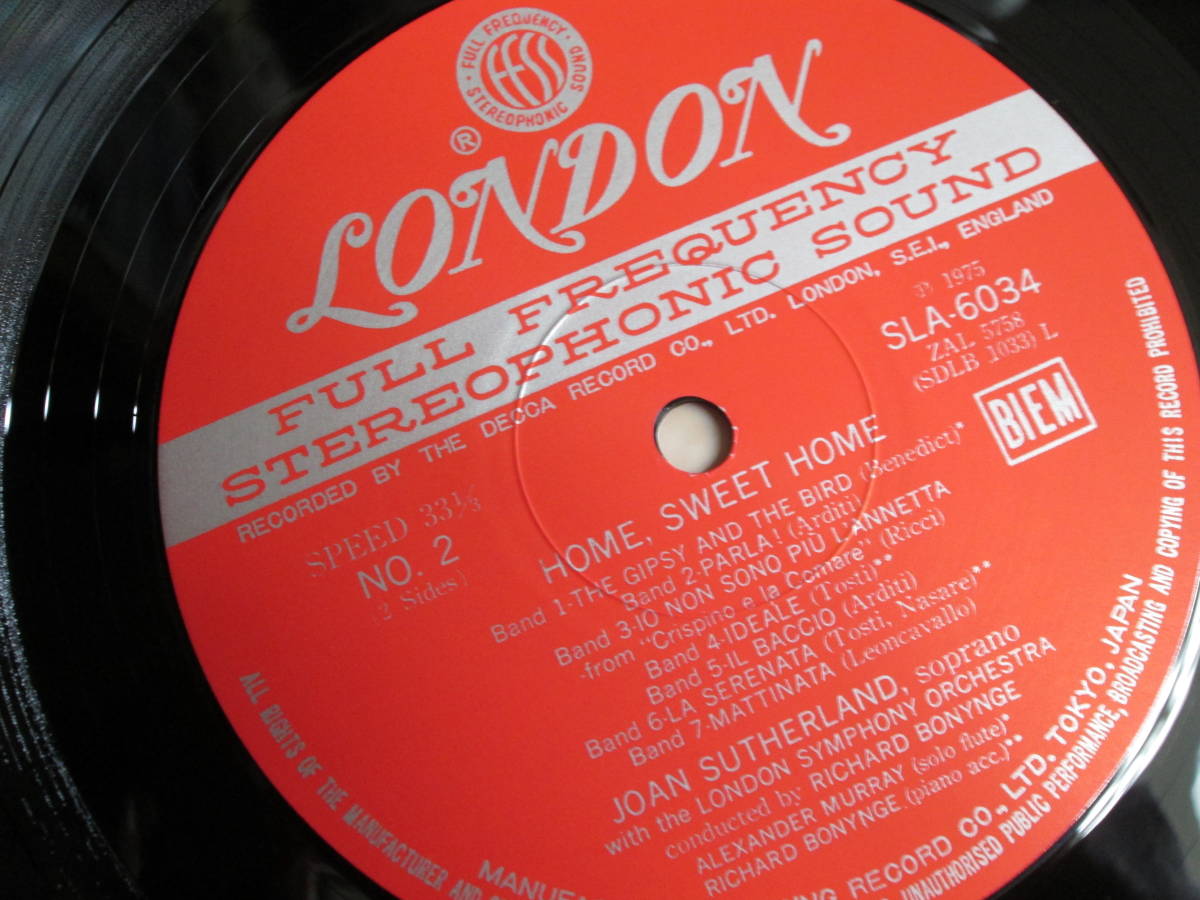 FULL FREQUENCY
STEREOPHONIC SOUND
FFSS
®
LONDON
FULL FREQUENCY
STEREOPHONIC SOUND
RECORDED BY THE DECCA RECORD CO., LTD. LONDON, S.E.I., ENGLAND
SPEED 33⅓
NO. 2
(2 Sides)
℗ 1975
SLA-6034
ZAL 5758
(SDLB 1033) L
BIEM
HOME, SWEET HOME
Band 1-THE GIPSY AND THE BIRD (Benedict)*
Band 2-PARLA! (Arditi)
Band 3-IO NON SONO PIÙ L'ANNETTA
-from "Crispino e la Comare" (Ricci)
Band 4-IDEALE (Tosti)**
Band 5-IL BACCIO (Arditi)
Band 6-LA SERENATA (Tosti, Nasare)**
Band 7-MATTINATA (Leoncavallo)
JOAN SUTHERLAND, soprano
with the LONDON SYMPHONY ORCHESTRA
conducted by RICHARD BONYNGE
ALEXANDER MURRAY (solo flute)*
RICHARD BONYNGE (piano acc.)**
ALL RIGHTS OF THE MANUFACTURER AND
UNAUTHORISED PUBLIC PERFORMANCE, BROADCASTING AND COPYING OF THIS RECORD PROHIBITED
RECORD CO., LTD. TOKYO, JAPAN